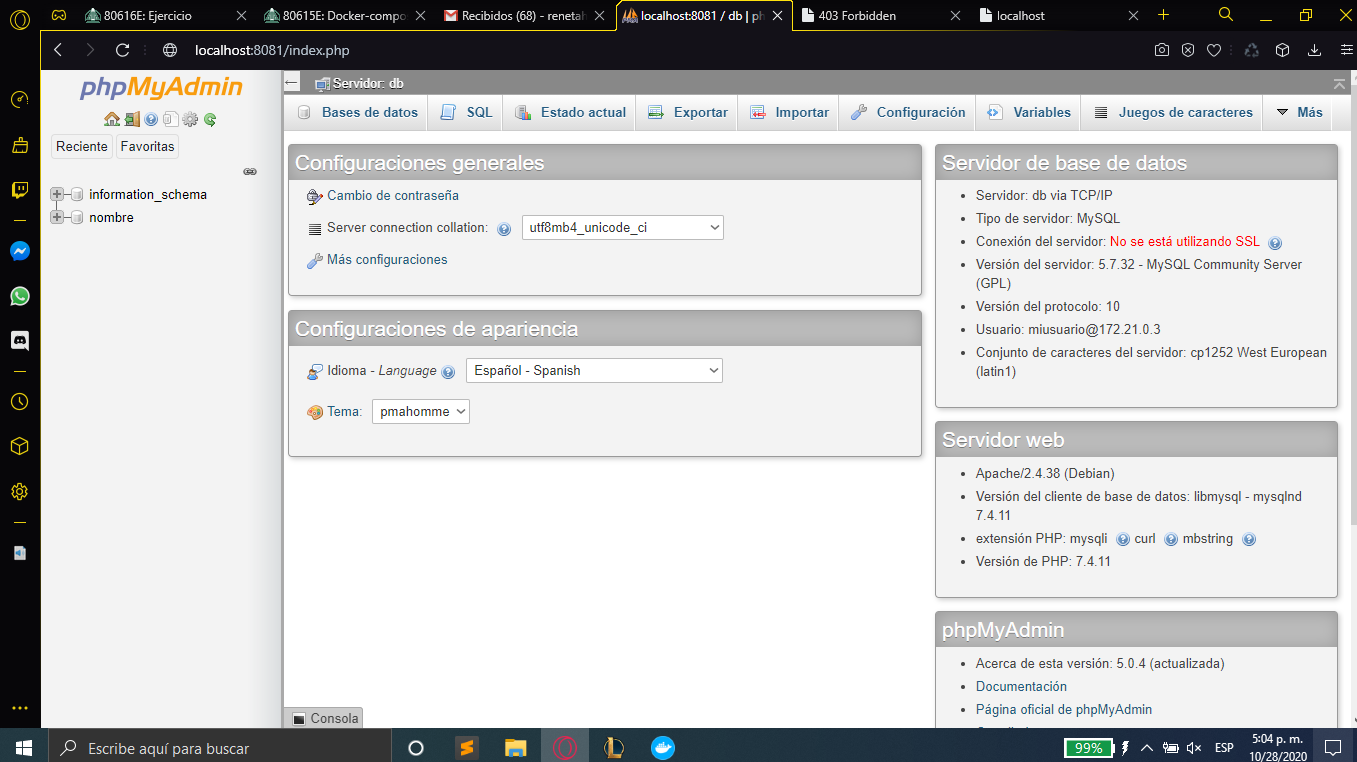 80616E: Ejercicio
80615E: Docker-compo
Recibidos (68) - renetah
localhost:8081 / db | ph
403 Forbidden
localhost
localhost:8081/index.php
phpMyAdmin
Reciente
Favoritas
information_schema
nombre
Servidor: db
Bases de datos
SQL
Estado actual
Exportar
Importar
Configuración
Variables
Juegos de caracteres
Más
Configuraciones generales
Cambio de contraseña
Server connection collation:
utf8mb4_unicode_ci
Más configuraciones
Configuraciones de apariencia
Idioma - Language
Español - Spanish
Tema:
pmahomme
Servidor de base de datos
Servidor: db via TCP/IP
Tipo de servidor: MySQL
Conexión del servidor: No se está utilizando SSL
Versión del servidor: 5.7.32 - MySQL Community Server
(GPL)
Versión del protocolo: 10
Usuario: miusuario@172.21.0.3
Conjunto de caracteres del servidor: cp1252 West European
(latin1)
Servidor web
Apache/2.4.38 (Debian)
Versión del cliente de base de datos: libmysql - mysqlnd
7.4.11
extensión PHP: mysqli curl mbstring
Versión de PHP: 7.4.11
phpMyAdmin
Acerca de esta versión: 5.0.4 (actualizada)
Documentación
Página oficial de phpMyAdmin
Consola
Escribe aquí para buscar
99%
ESP
5:04 p. m.
10/28/2020